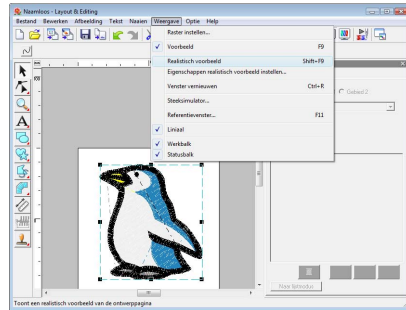 Naamloos - Layout & Editing
Bestand Bewerken Afbeelding Tekst Naaien Weergave Optie Help
Raster instellen...
Voorbeeld F9
Realistisch voorbeeld Shift+F9
Eigenschappen realistisch voorbeeld instellen...
Venster vernieuwen Ctrl+R
Steeksimulator...
Referentievenster... F11
Liniaal
Werkbalk
Statusbalk
Gebied 2
A
Naar lijnmodus
Toont een realistisch voorbeeld van de ontwerppagina